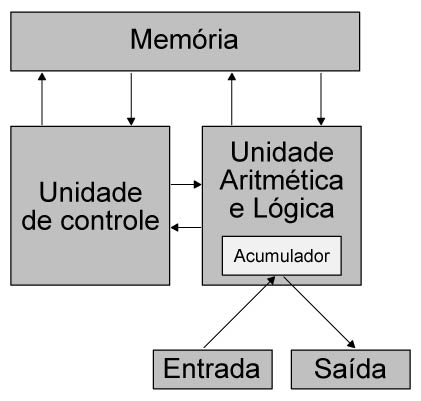 Memória
Unidade
de controle
Unidade
Aritmética
e Lógica
Acumulador
Entrada
Saída